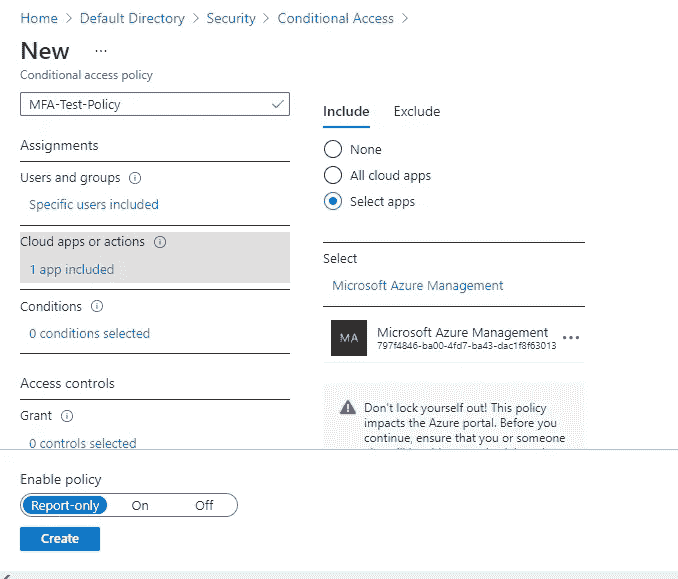 Home > Default Directory > Security > Conditional Access >
New ...
Conditional access policy
MFA-Test-Policy
Assignments
Users and groups
Specific users included
Cloud apps or actions
1 app included
Conditions
0 conditions selected
Access controls
Grant
0 controls selected
Include Exclude
None
All cloud apps
Select apps
Select
Microsoft Azure Management
MA
Microsoft Azure Management
797f4846-ba00-4fd7-ba43-dac1f8f63013
Don't lock yourself out! This policy
impacts the Azure portal. Before you
continue, ensure that you or someone
Enable policy
Report-only On Off
Create